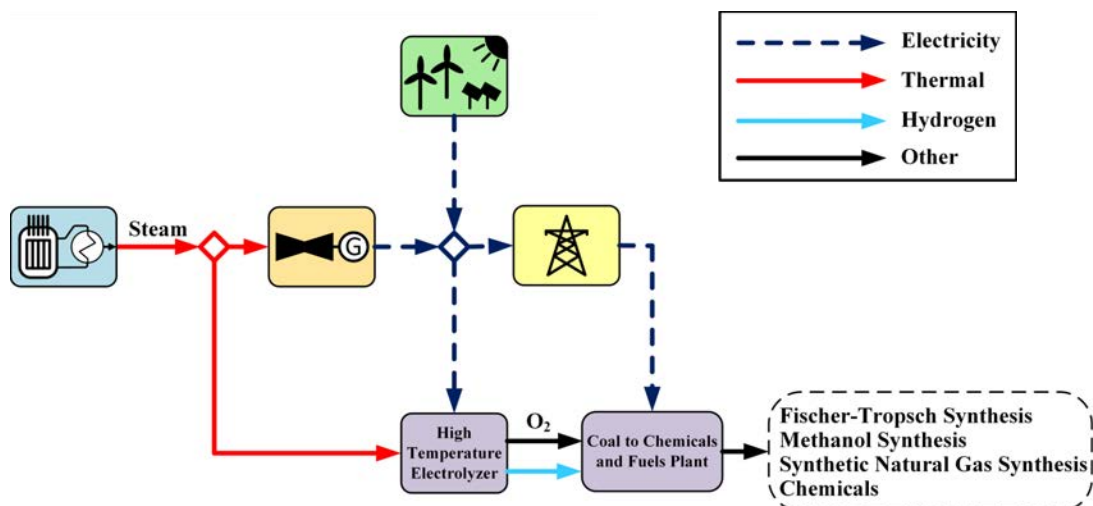 Electricity
Thermal
Hydrogen
Other
Steam
G
O₂
High
Temperature
Electrolyzer
Coal to Chemicals
and Fuels Plant
Fischer-Tropsch Synthesis
Methanol Synthesis
Synthetic Natural Gas Synthesis
Chemicals